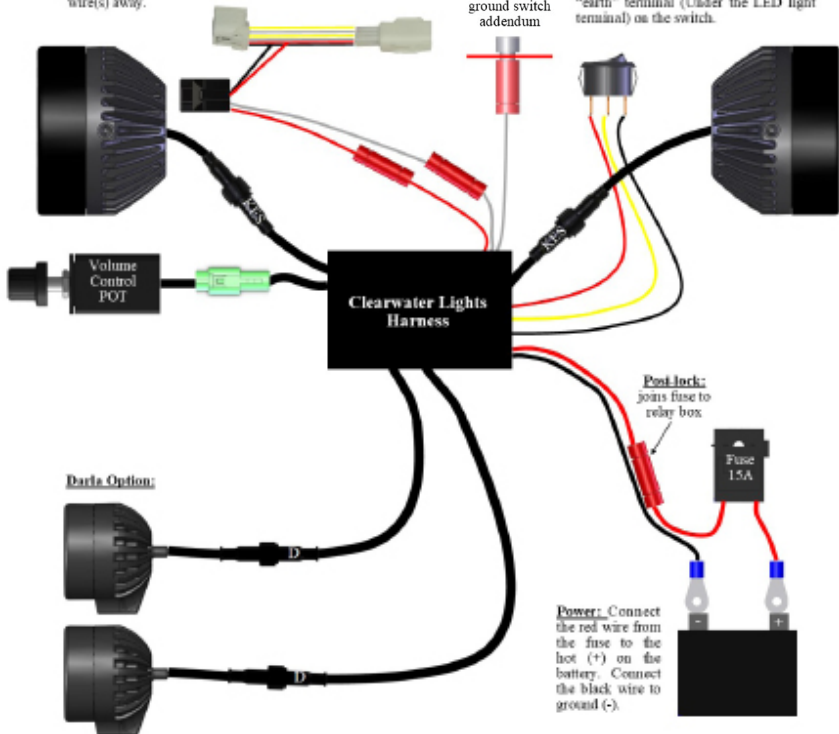 wire(s) away.
ground switch
addendum
"earth" terminal (Under the LED light
terminal) on the switch.
KES
KES
Volume
Control
POT
Clearwater Lights
Harness
Posi-lock:
joins fuse to
relay box
Fuse
15A
Darla Option:
D
D
Power: Connect
the red wire from
the fuse to the
hot (+) on the
battery. Connect
the black wire to
ground (-).
-
+